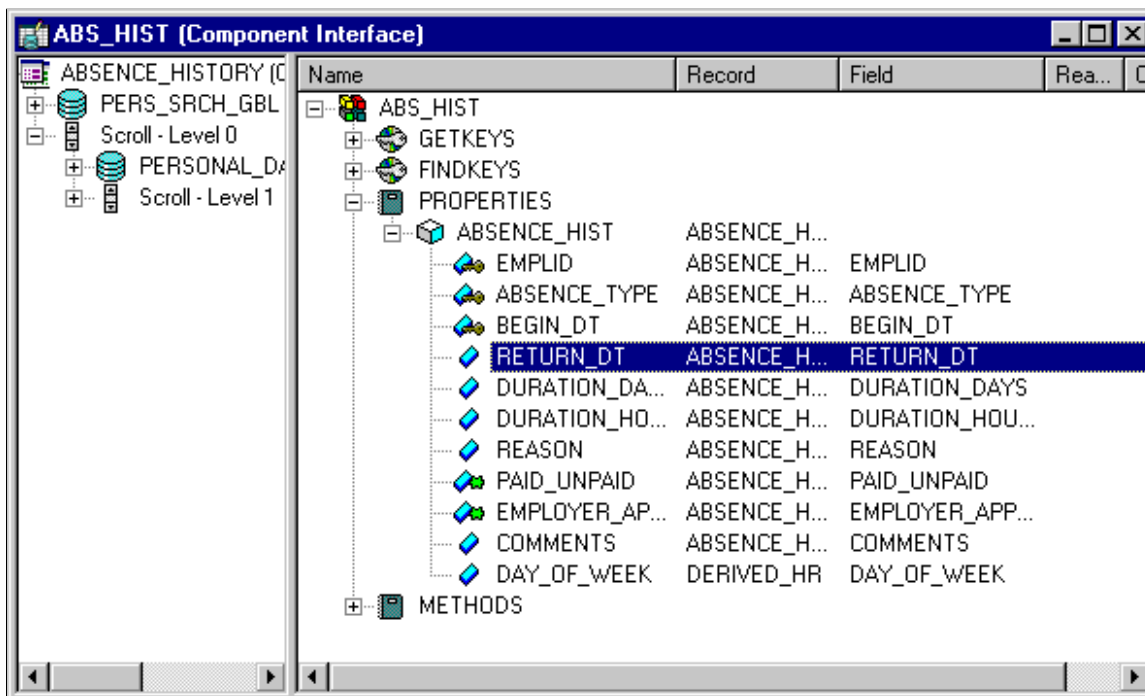 ABS_HIST (Component Interface)
ABSENCE_HISTORY (C
PERS_SRCH_GBL
Scroll - Level 0
PERSONAL_DA
Scroll - Level 1
Name Record Field Rea... C
ABS_HIST
GETKEYS
FINDKEYS
PROPERTIES
ABSENCE_HIST ABSENCE_H...
EMPLID ABSENCE_H... EMPLID
ABSENCE_TYPE ABSENCE_H... ABSENCE_TYPE
BEGIN_DT ABSENCE_H... BEGIN_DT
RETURN_DT ABSENCE_H... RETURN_DT
DURATION_DA... ABSENCE_H... DURATION_DAYS
DURATION_HO... ABSENCE_H... DURATION_HOU...
REASON ABSENCE_H... REASON
PAID_UNPAID ABSENCE_H... PAID_UNPAID
EMPLOYER_AP... ABSENCE_H... EMPLOYER_APP...
COMMENTS ABSENCE_H... COMMENTS
DAY_OF_WEEK DERIVED_HR DAY_OF_WEEK
METHODS